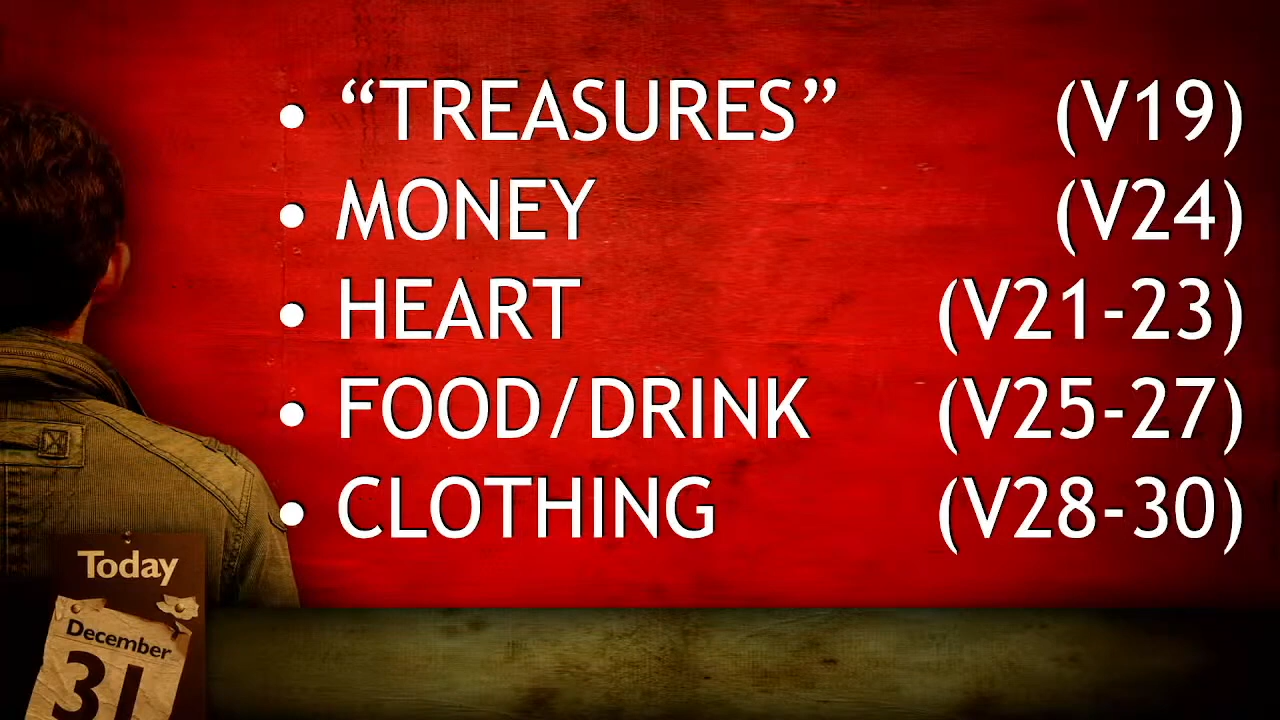 • “TREASURES” (V19)
• MONEY (V24)
• HEART (V21-23)
• FOOD/DRINK (V25-27)
• CLOTHING (V28-30)
Today
December
31